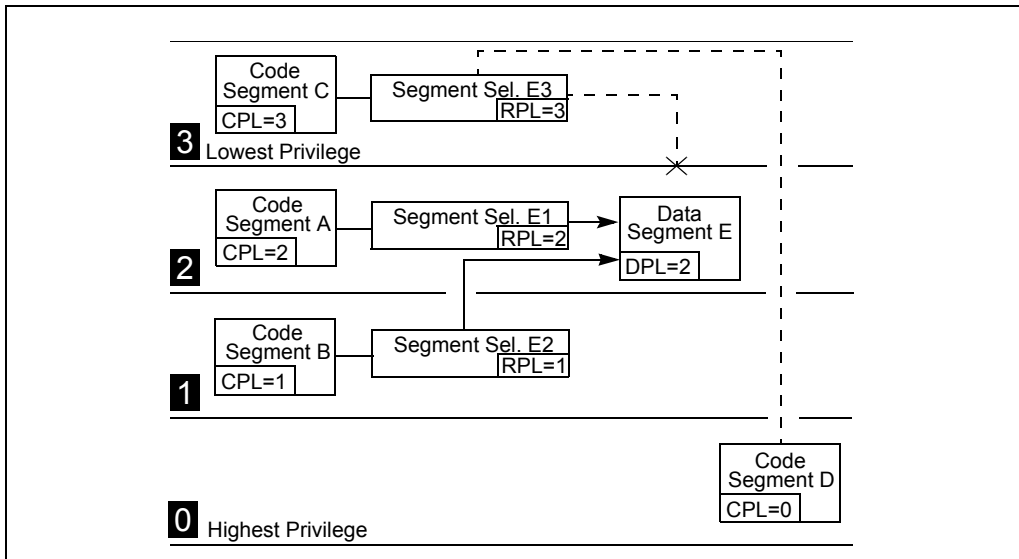 Code
Segment C
CPL=3
Segment Sel. E3
RPL=3
3
Lowest Privilege
Code
Segment A
CPL=2
Segment Sel. E1
RPL=2
Data
Segment E
DPL=2
2
Code
Segment B
CPL=1
Segment Sel. E2
RPL=1
1
Code
Segment D
CPL=0
0
Highest Privilege